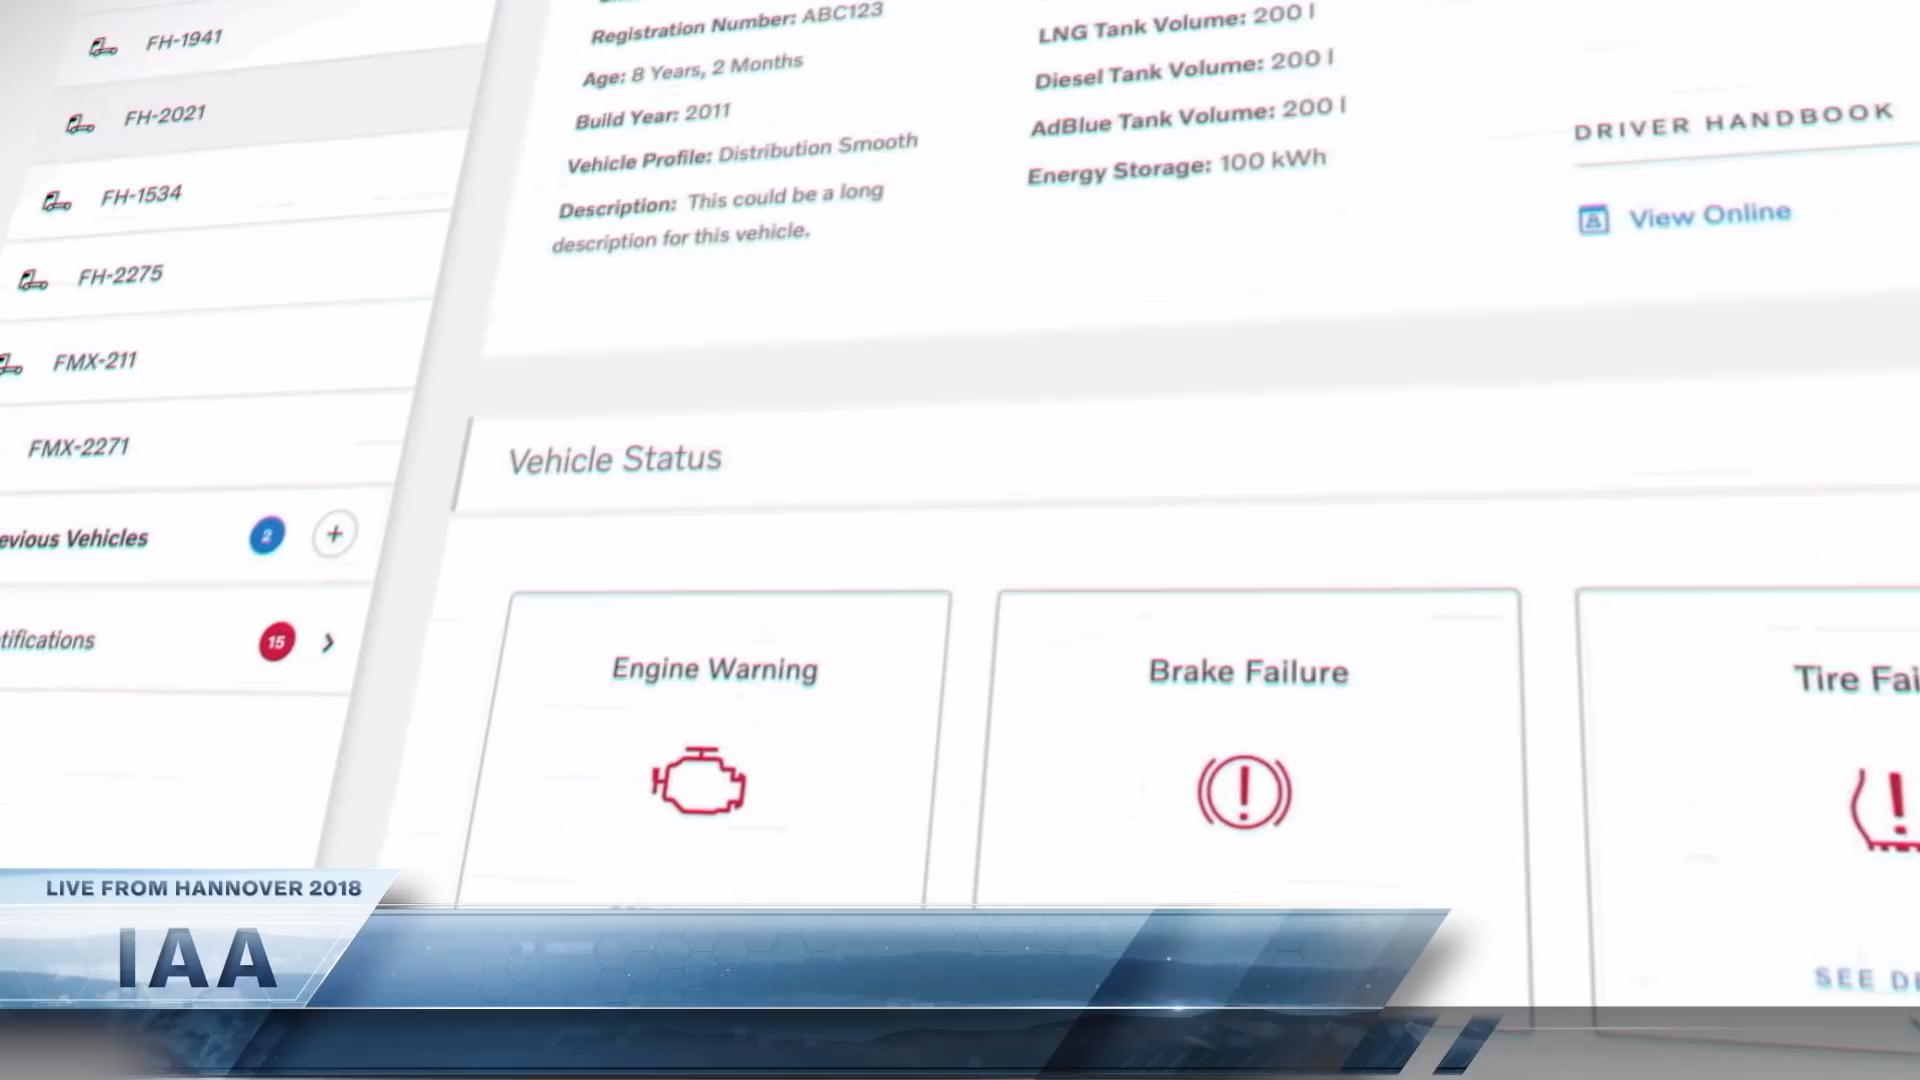 FH-1941
FH-2021
FH-1534
FH-2275
FMX-211
FMX-2271
evious Vehicles 2 +
tifications 15
Registration Number: ABC123
Age: 8 Years, 2 Months
Build Year: 2011
Vehicle Profile: Distribution Smooth
Description: This could be a long
description for this vehicle.
LNG Tank Volume: 200 l
Diesel Tank Volume: 200 l
AdBlue Tank Volume: 200 l
Energy Storage: 100 kWh
DRIVER HANDBOOK
View Online
Vehicle Status
Engine Warning
Brake Failure
Tire Fai
SEE DE
LIVE FROM HANNOVER 2018
IAA